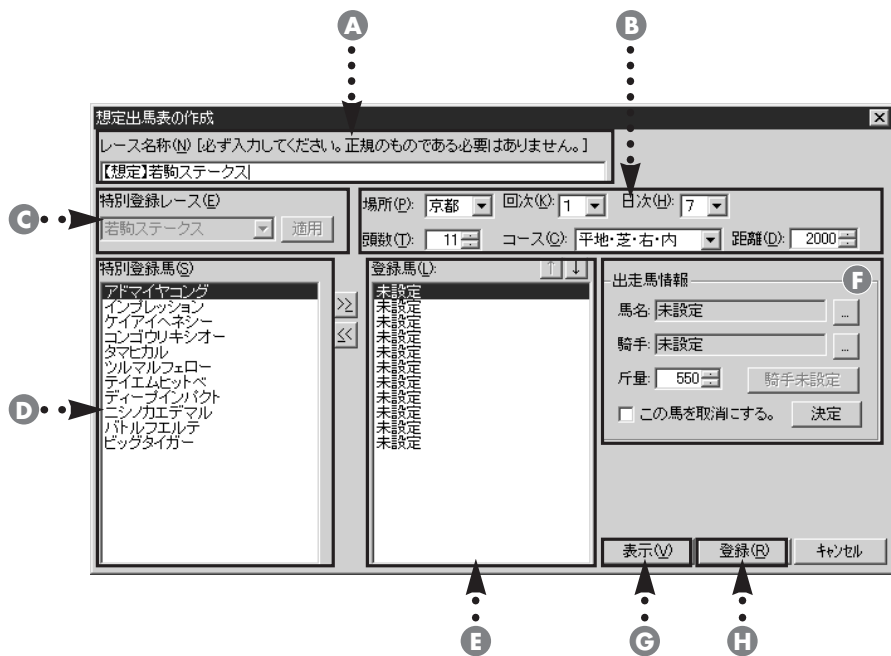 A
B
想定出馬表の作成
レース名称(N) [必ず入力してください。正規のものである必要はありません。]
【想定】若駒ステークス
C
特別登録レース(E)
若駒ステークス 適用
場所(P): 京都 回次(K): 1 日次(H): 7
頭数(T): 11 コース(C): 平地・芝・右・内 距離(D): 2000
D
特別登録馬(S)
アドマイヤコング
インプレッション
ケイアイヘネシー
コンゴウリキシオー
タマヒカル
ツルマルフェロー
テイエムヒットベ
ディープインパクト
ニシノカエデマル
バトルフエルテ
ビッグタイガー
>>
<<
登録馬(L): ↑ ↓
未設定
未設定
未設定
未設定
未設定
未設定
未設定
未設定
未設定
未設定
未設定
出走馬情報 F
馬名: 未設定 ...
騎手: 未設定 ...
斤量: 550 騎手未設定
この馬を取消にする。 決定
表示(V) 登録(R) キャンセル
E
G
H